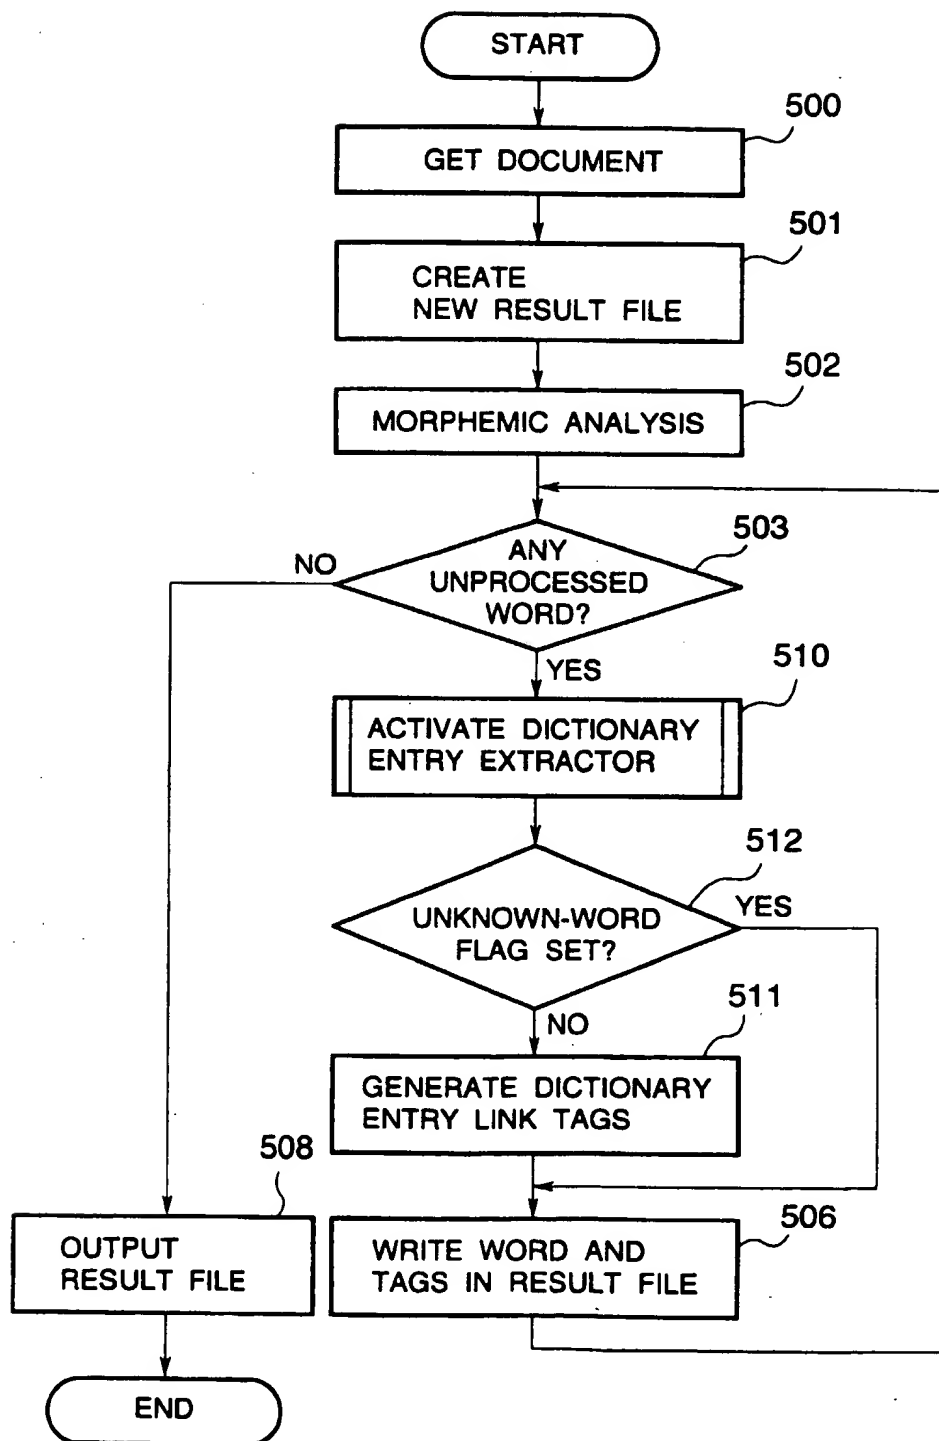 START
500
GET DOCUMENT
501
CREATE
NEW RESULT FILE
502
MORPHEMIC ANALYSIS
503
NO
ANY
UNPROCESSED
WORD?
YES
510
ACTIVATE DICTIONARY
ENTRY EXTRACTOR
512
YES
UNKNOWN-WORD
FLAG SET?
NO
511
GENERATE DICTIONARY
ENTRY LINK TAGS
508
OUTPUT
RESULT FILE
506
WRITE WORD AND
TAGS IN RESULT FILE
END